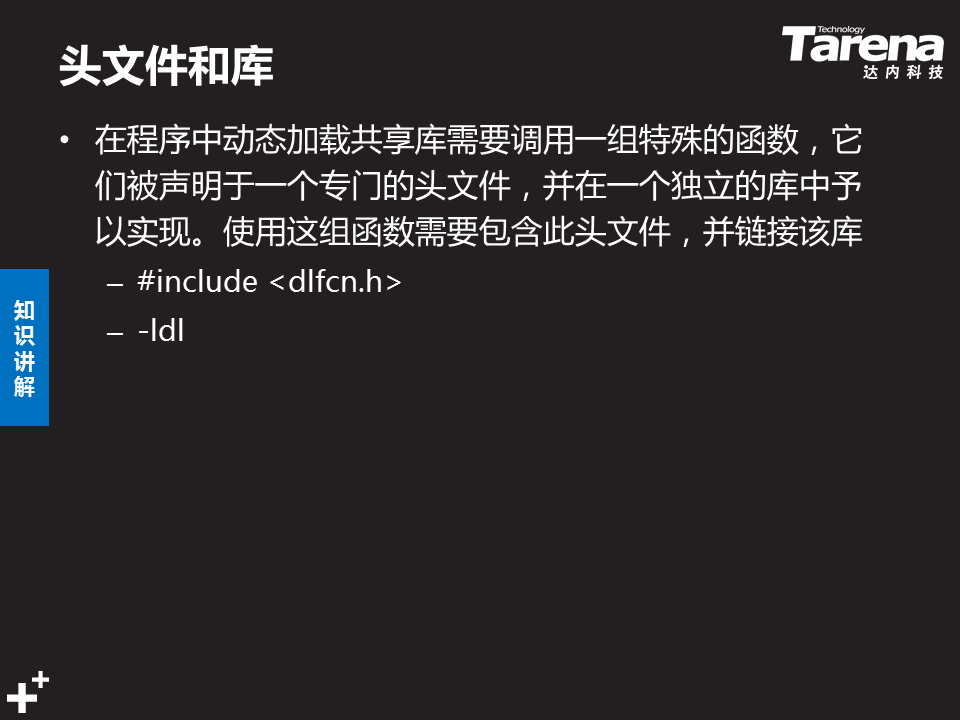 头文件和库
Technology
Tarena
达内科技
• 在程序中动态加载共享库需要调用一组特殊的函数，它
们被声明于一个专门的头文件，并在一个独立的库中予
以实现。使用这组函数需要包含此头文件，并链接该库
– #include <dlfcn.h>
– -ldl
知识讲解